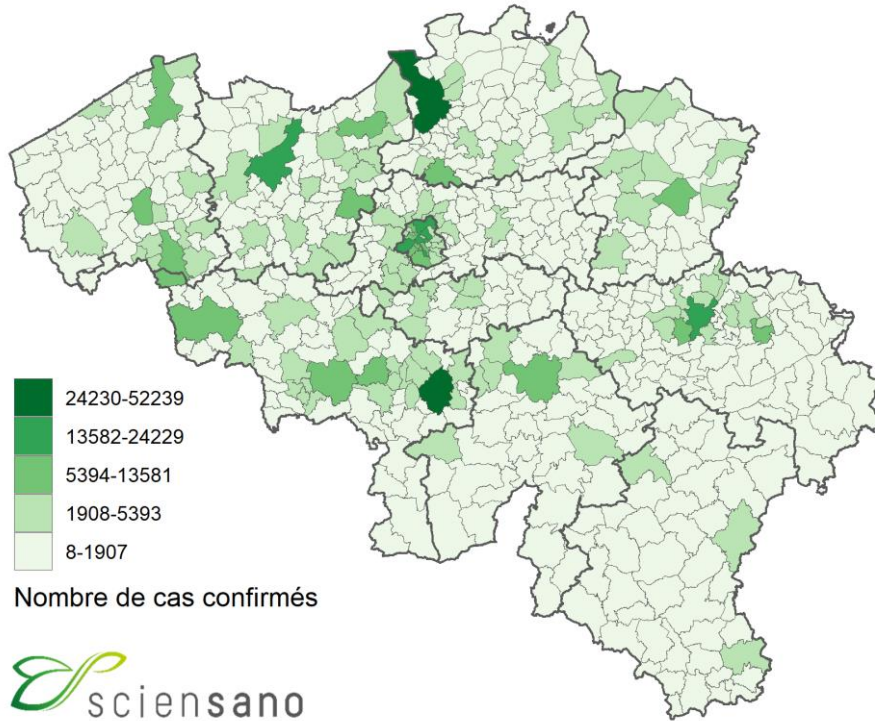 24230-52239
13582-24229
5394-13581
1908-5393
8-1907
Nombre de cas confirmés
sciensano